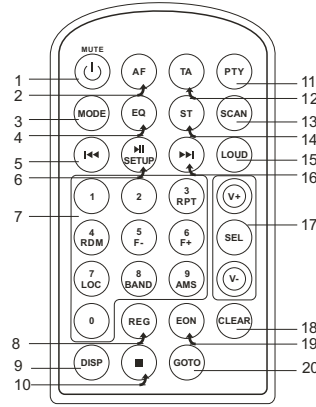 MUTE
AF TA PTY
1 2 12 11
MODE EQ ST SCAN
3 4 14 13
SETUP LOUD
5 6 16 15
1 2 3 RPT V+
7 4 RDM 5 F- 6 F+ SEL 17
7 LOC 8 BAND 9 AMS V-
0 REG EON CLEAR
8 19 18
DISP GOTO
9 10 20